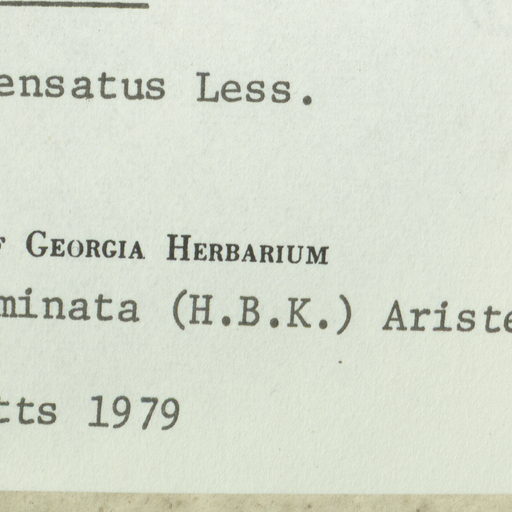 ensatus Less.
F GEORGIA HERBARIUM
minata (H.B.K.) Ariste
tts 1979